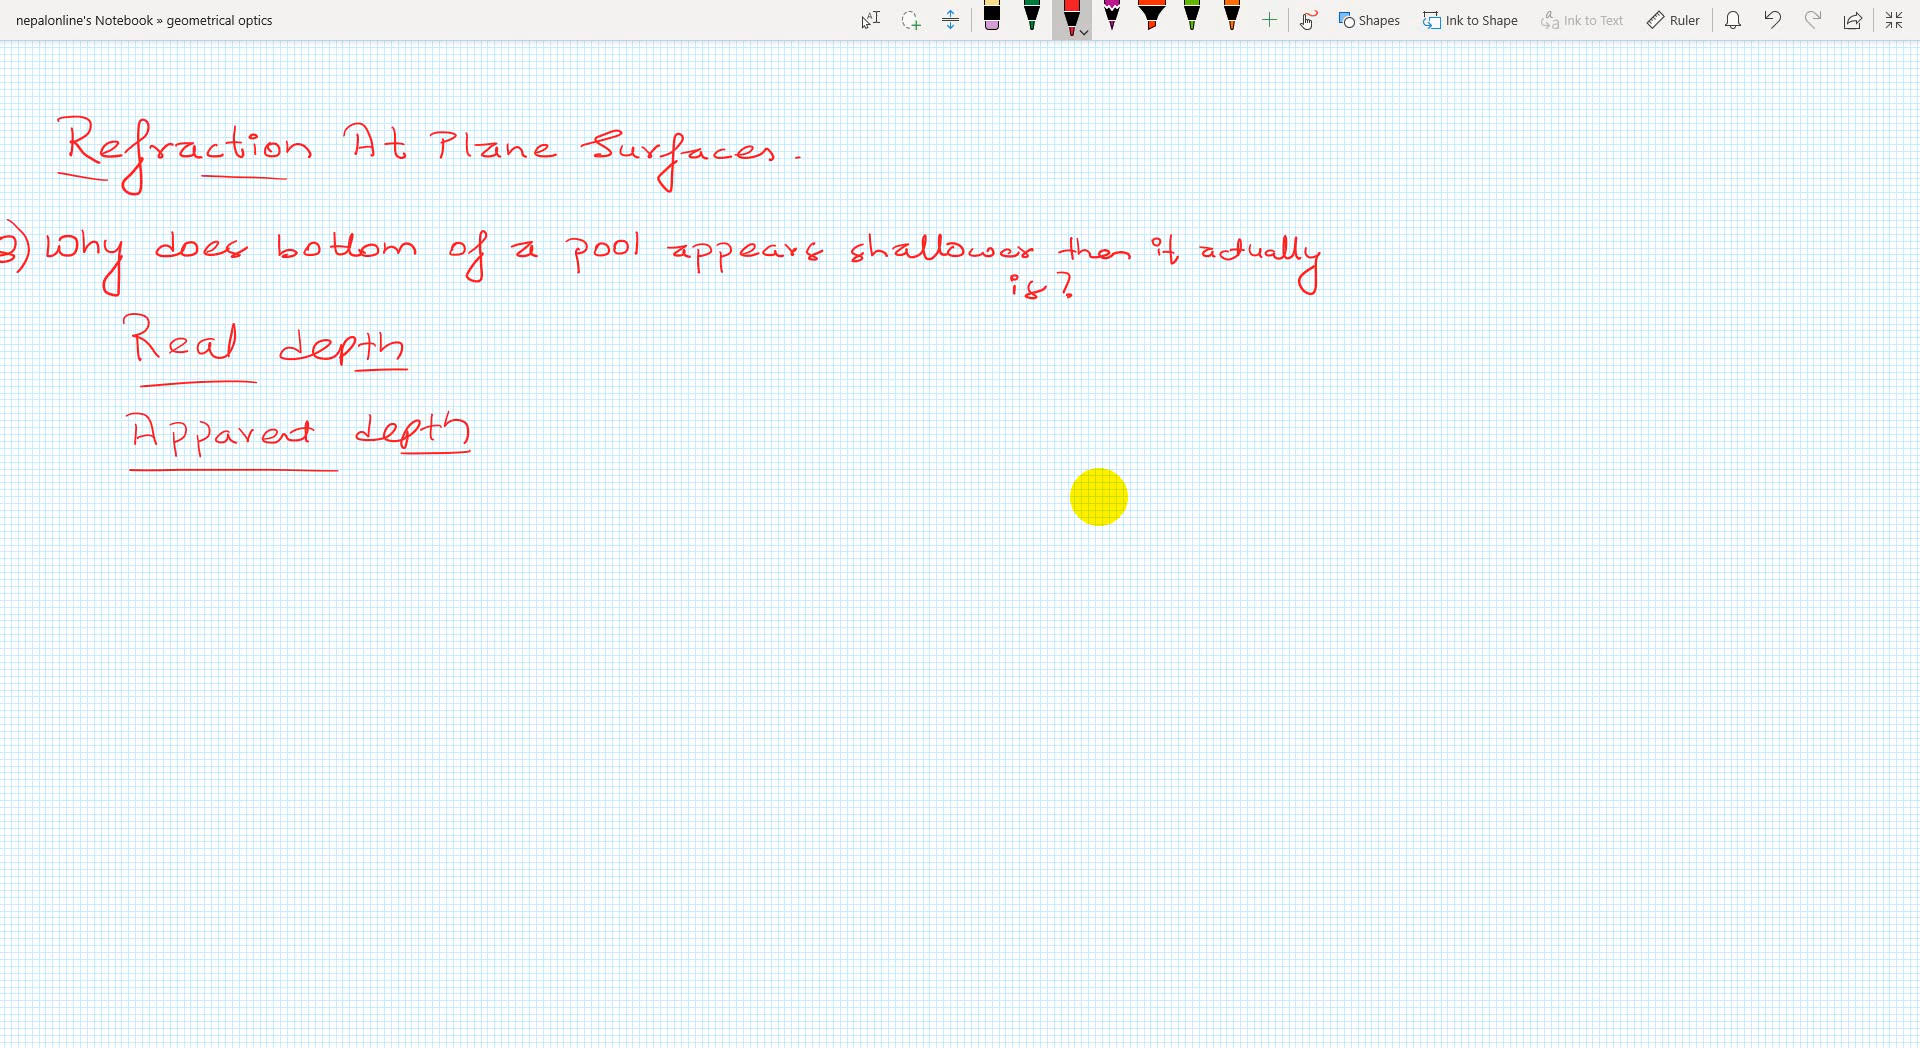 nepalonline's Notebook » geometrical optics
Shapes Ink to Shape Ink to Text Ruler
Refraction At Plane Surfaces.
Why does bottom of a pool appears shallower then it actually
is?
Real depth
Apparent depth